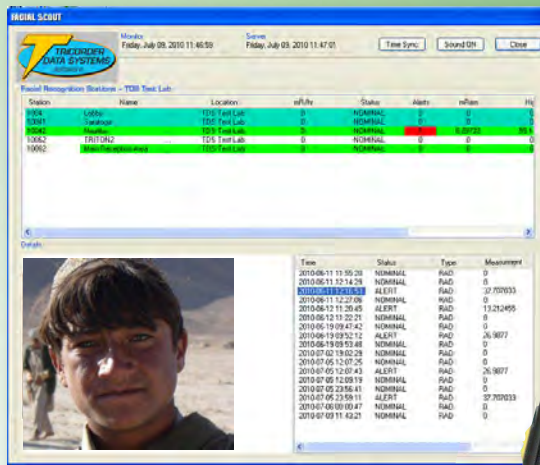 FACIAL SCOUT
TRICORDER
DATA SYSTEMS
Monitor
Friday, July 09, 2010 11:46:59
Server
Friday, July 09, 2010 11:47:01
Time Sync
Sound ON
Close
Facial Recognition Stations - TDS Test Lab
Station Name Location mR/hr Status Alerts mRem
1004 Lobby TDS Test Lab 0 NOMINAL 0 0
TDS Test Lab 0 NOMINAL 0 0
TDS Test Lab 0 NOMINAL
10062 TRITON2 ... TDS Test Lab 0 NOMINAL 0 0
10092 Main Reception Area TDS Test Lab 0 NOMINAL 0 0
Details
Time Status Type Measurement
2010-06-11 11:55:20 NOMINAL RAD 0
2010-06-11 12:14:29 NOMINAL RAD 0
2010-06-11 12:16:53 ALERT RAD 37.707033
2010-06-11 12:27:06 NOMINAL RAD 0
2010-06-12 11:20:45 ALERT RAD 13.212455
2010-06-12 11:22:21 NOMINAL RAD 0
2010-06-19 09:47:42 NOMINAL RAD 0
2010-06-19 09:52:12 ALERT RAD 26.9877
2010-06-19 09:53:48 NOMINAL RAD 0
2010-07-02 19:02:29 NOMINAL RAD 0
2010-07-05 12:07:25 NOMINAL RAD 0
2010-07-05 12:07:43 ALERT RAD 26.9877
2010-07-05 12:09:19 NOMINAL RAD 0
2010-07-05 23:56:41 NOMINAL RAD 0
2010-07-05 23:59:11 ALERT RAD 37.707033
2010-07-06 00:00:47 NOMINAL RAD 0
2010-07-09 11:43:21 NOMINAL RAD 0